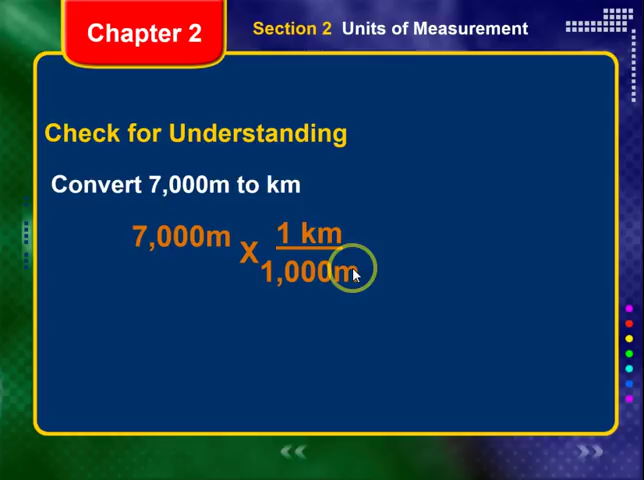 Chapter 2
Section 2 Units of Measurement
Check for Understanding
Convert 7,000m to km
7,000m X 1 km
1,000m